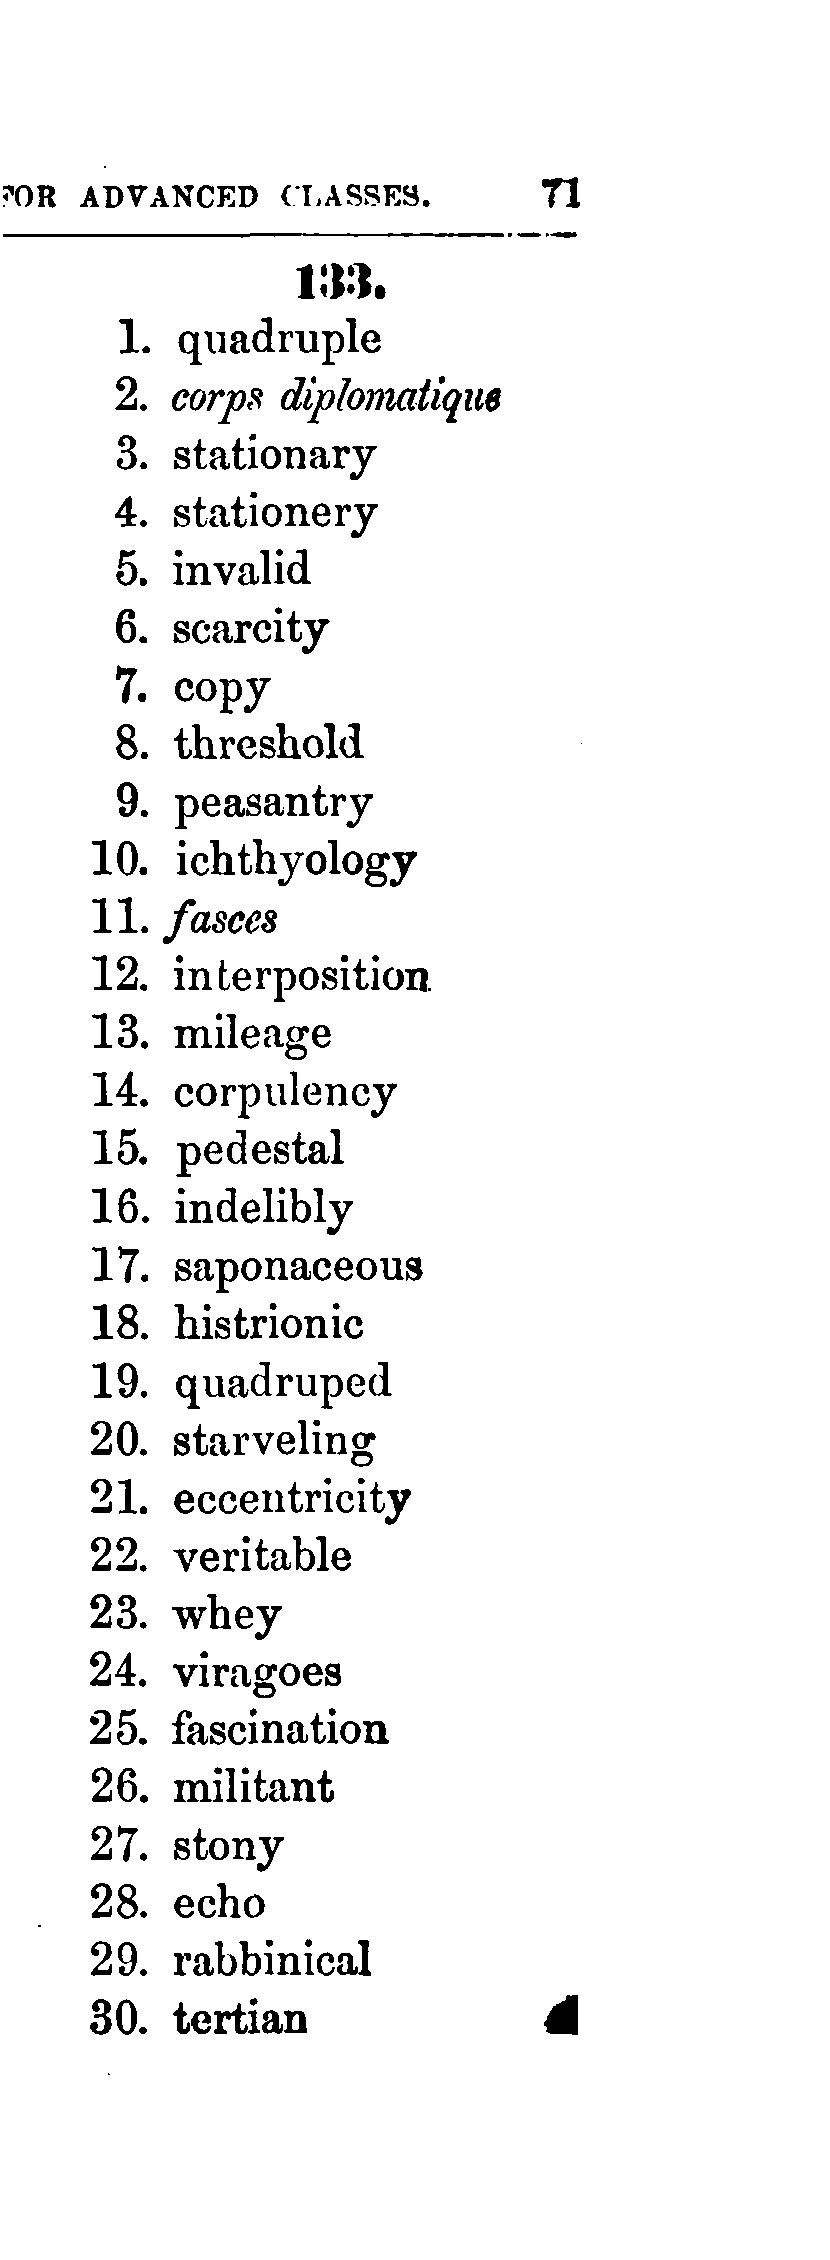 FOR ADVANCED CLASSES. 71
133.
1. quadruple
2. corps diplomatique
3. stationary
4. stationery
5. invalid
6. scarcity
7. copy
8. threshold
9. peasantry
10. ichthyology
11. fasces
12. interposition
13. mileage
14. corpulency
15. pedestal
16. indelibly
17. saponaceous
18. histrionic
19. quadruped
20. starveling
21. eccentricity
22. veritable
23. whey
24. viragoes
25. fascination
26. militant
27. stony
28. echo
29. rabbinical
30. tertian